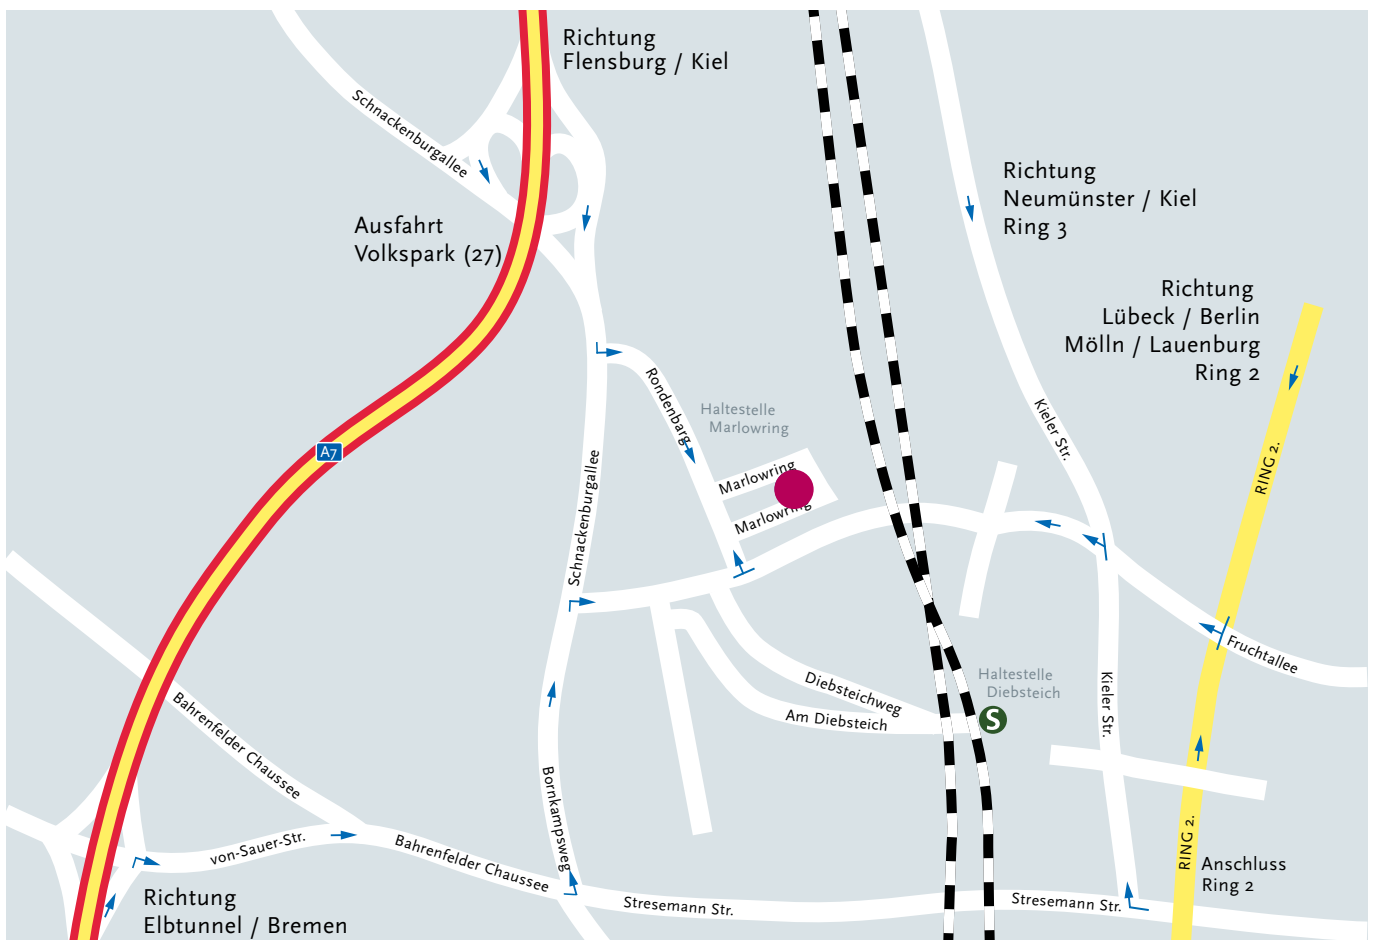 Richtung
Flensburg / Kiel
Schnackenburgallee
Ausfahrt
Volkspark (27)
Richtung
Neumünster / Kiel
Ring 3
Richtung
Lübeck / Berlin
Mölln / Lauenburg
Ring 2
A7
Rondenbarg
Haltestelle
Marlowring
Marlowring
Marlowring
Kieler Str.
RING 2.
Schnackenburgallee
Fruchtallee
Haltestelle
Diebsteich
S
Diebsteichweg
Am Diebsteich
Kieler Str.
Bahrenfelder Chaussee
von-Sauer-Str.
Bahrenfelder Chaussee
Bornkampsweg
Stresemann Str.
Stresemann Str.
RING 2.
Anschluss
Ring 2
Richtung
Elbtunnel / Bremen